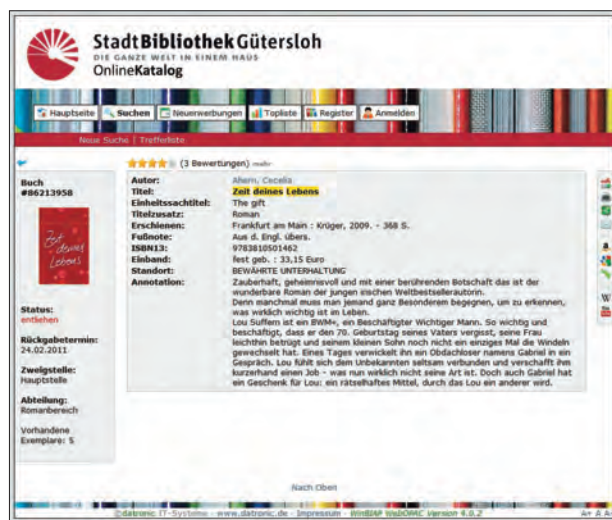 StadtBibliothek Gütersloh
DIE GANZE WELT IN EINEM HAUS
OnlineKatalog
Hauptseite Suchen Neuerwerbungen Topliste Register Anmelden
Neue Suche | Trefferliste
(3 Bewertungen) mehr
Buch
#86213958
Zeit deines Lebens
Status:
entliehen
Rückgabetermin:
24.02.2011
Zweigstelle:
Hauptstelle
Abteilung:
Romanbereich
Vorhandene
Exemplare: 5
Autor: Ahern, Cecelia
Titel: Zeit deines Lebens
Einheitssachtitel: The gift
Titelzusatz: Roman
Erschienen: Frankfurt am Main : Krüger, 2009. - 368 S.
Fußnote: Aus d. Engl. übers.
ISBN13: 9783810501462
Einband: fest geb. : 33,15 Euro
Standort: BEWÄHRTE UNTERHALTUNG
Annotation: Zauberhaft, geheimnisvoll und mit einer berührenden Botschaft das ist der
wunderbare Roman der jungen irischen Weltbestsellerautorin.
Denn manchmal muss man jemand ganz Besonderem begegnen, um zu erkennen,
was wirklich wichtig ist im Leben.
Lou Suffern ist ein BWM+, ein Beschäftigter Wichtiger Mann. So wichtig und
beschäftigt, dass er den 70. Geburtstag seines Vaters vergisst, seine Frau
leichthin betrügt und seinem kleinen Sohn noch nicht ein einziges Mal die Windeln
gewechselt hat. Eines Tages verwickelt ihn ein Obdachloser namens Gabriel in ein
Gespräch. Lou fühlt sich dem Unbekannten seltsam verbunden und verschafft ihm
kurzerhand einen Job - was nun wirklich nicht seine Art ist. Doch auch Gabriel hat
ein Geschenk für Lou: ein rätselhaftes Mittel, durch das Lou ein anderer wird.
Nach Oben
©datronic IT-Systeme - www.datronic.de - Impressum - WinBIAP WebOPAC Version 4.0.2
A+ A A